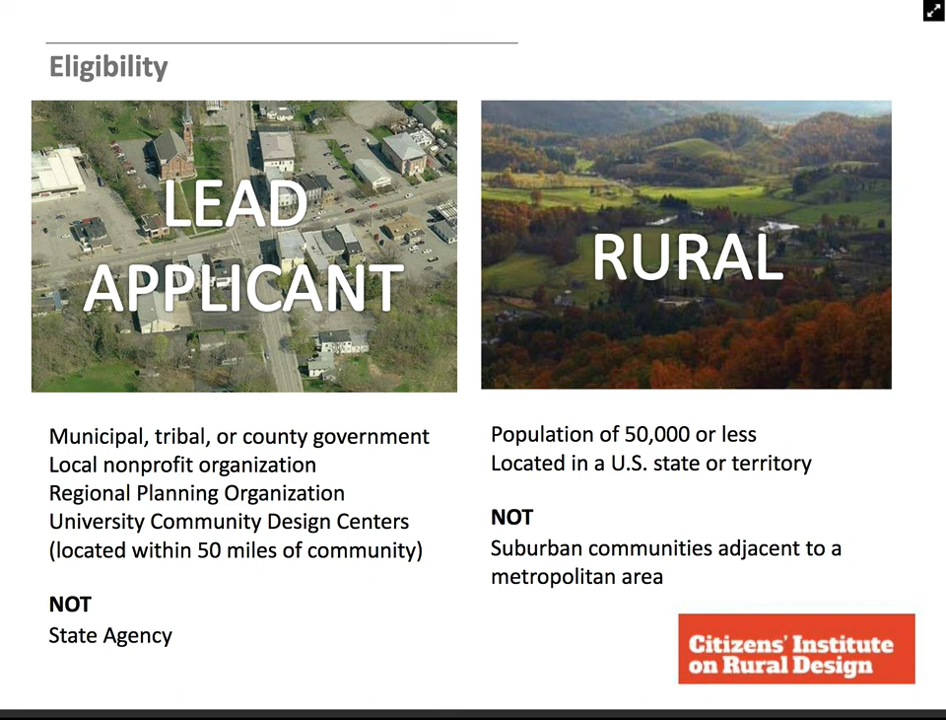 Eligibility
LEAD
APPLICANT
Municipal, tribal, or county government
Local nonprofit organization
Regional Planning Organization
University Community Design Centers
(located within 50 miles of community)
NOT
State Agency
RURAL
Population of 50,000 or less
Located in a U.S. state or territory
NOT
Suburban communities adjacent to a
metropolitan area
Citizens' Institute
on Rural Design